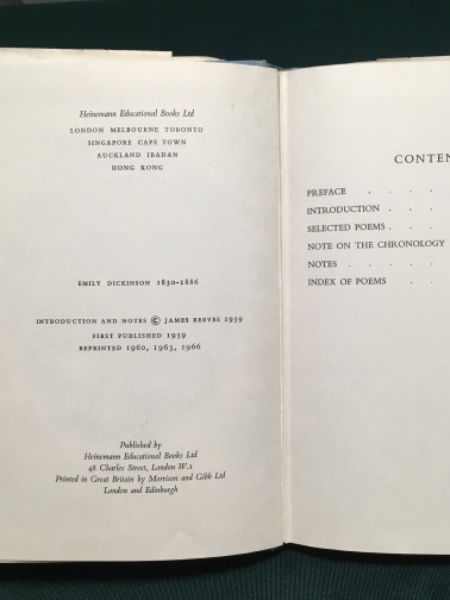 Heinemann Educational Books Ltd
LONDON MELBOURNE TORONTO
SINGAPORE CAPE TOWN
AUCKLAND IBADAN
HONG KONG
EMILY DICKINSON 1830-1886
INTRODUCTION AND NOTES © JAMES REEVES 1959
FIRST PUBLISHED 1959
REPRINTED 1960, 1963, 1966
Published by
Heinemann Educational Books Ltd
48 Charles Street, London W.1
Printed in Great Britain by Morrison and Gibb Ltd
London and Edinburgh
CONTEN
PREFACE . . . .
INTRODUCTION . . .
SELECTED POEMS . . .
NOTE ON THE CHRONOLOGY
NOTES . . . . .
INDEX OF POEMS . .